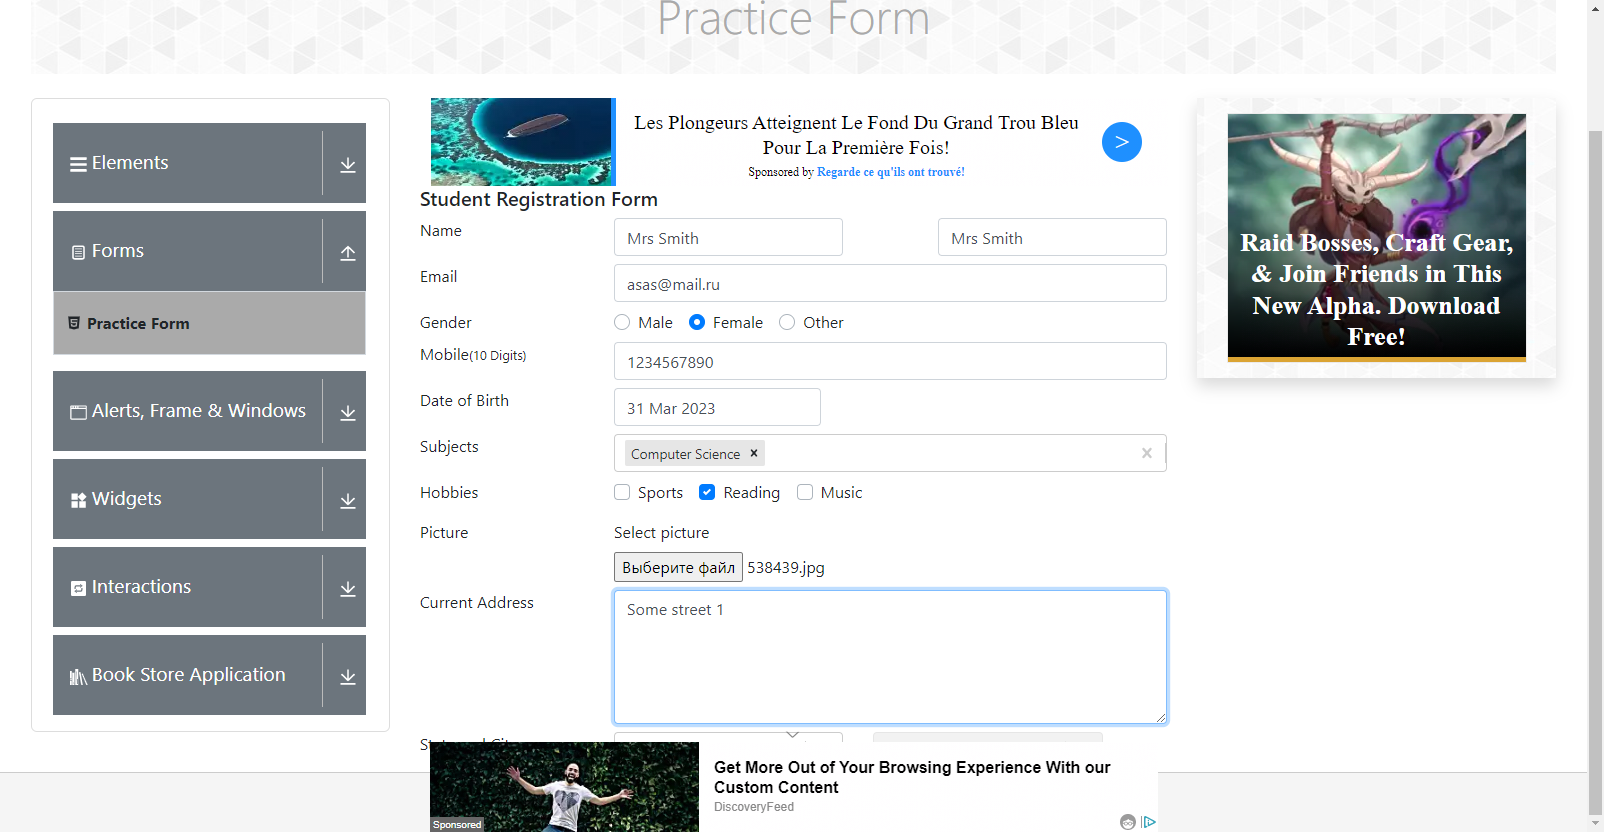 Practice Form
Elements
Forms
Practice Form
Alerts, Frame & Windows
Widgets
Interactions
Book Store Application
Les Plongeurs Atteignent Le Fond Du Grand Trou Bleu
Pour La Première Fois!
Sponsored by Regarde ce qu'ils ont trouvé!
>
Student Registration Form
Name
Mrs Smith
Mrs Smith
Email
asas@mail.ru
Gender
Male
Female
Other
Mobile(10 Digits)
1234567890
Date of Birth
31 Mar 2023
Subjects
Computer Science ×
×
Hobbies
Sports
Reading
Music
Picture
Select picture
Выберите файл 538439.jpg
Current Address
Some street 1
Raid Bosses, Craft Gear,
& Join Friends in This
New Alpha. Download
Free!
Get More Out of Your Browsing Experience With our
Custom Content
DiscoveryFeed
Sponsored